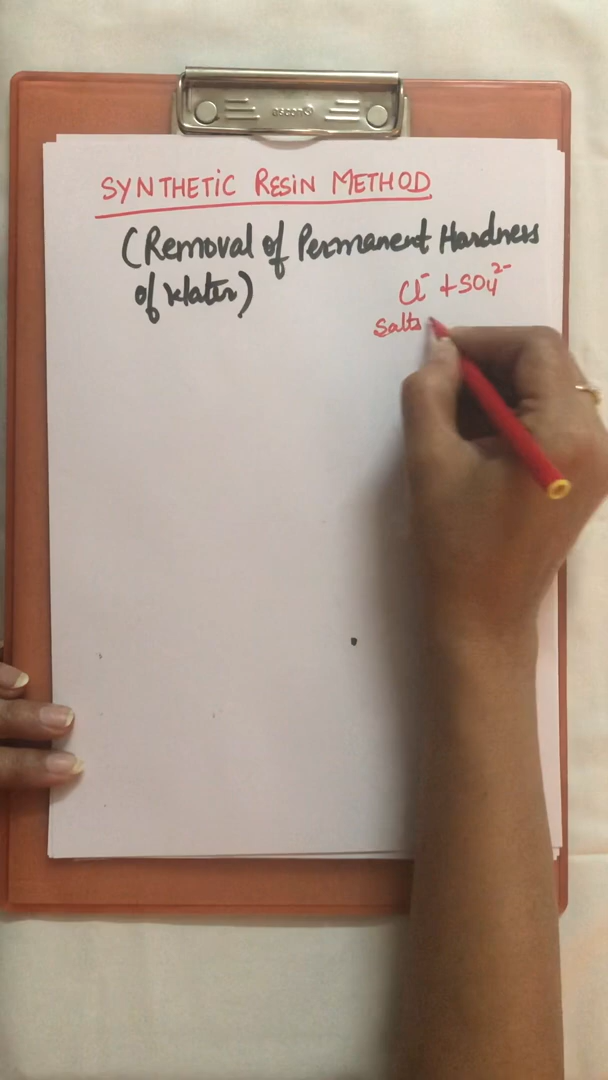 SYNTHETIC RESIN METHOD
(Removal of Permanent Hardness
of Water)
Cl⁻ + SO₄²⁻
Salts